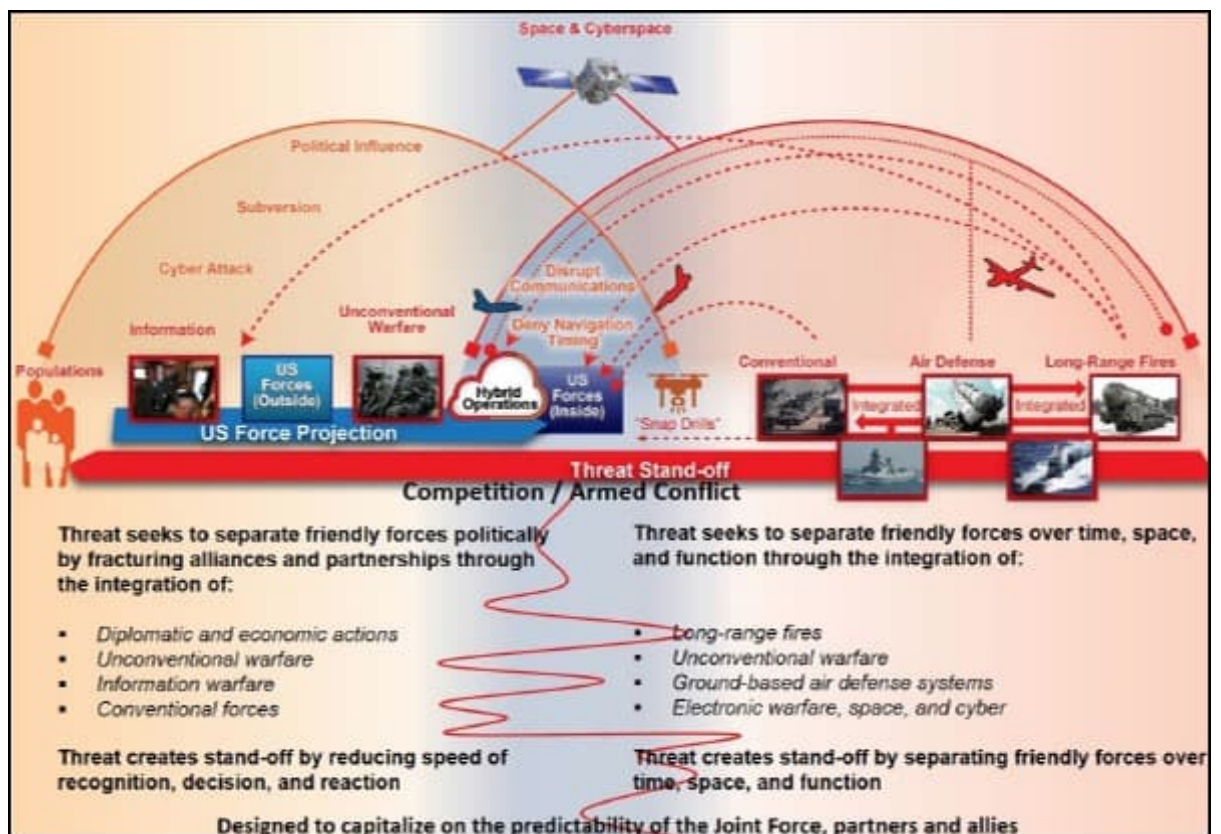 Space & Cyberspace
Political Influence
Subversion
Cyber Attack
Disrupt
Communications
Deny Navigation
Timing
Information
Unconventional
Warfare
Populations
US
Forces
(Outside)
Hybrid
Operations
US
Forces
(Inside)
Conventional
Air Defense
Long-Range Fires
Integrated
Integrated
"Snap Drills"
US Force Projection
Threat Stand-off
Competition / Armed Conflict
Threat seeks to separate friendly forces politically
by fracturing alliances and partnerships through
the integration of:
▪ Diplomatic and economic actions
▪ Unconventional warfare
▪ Information warfare
▪ Conventional forces
Threat creates stand-off by reducing speed of
recognition, decision, and reaction
Threat seeks to separate friendly forces over time, space,
and function through the integration of:
▪ Long-range fires
▪ Unconventional warfare
▪ Ground-based air defense systems
▪ Electronic warfare, space, and cyber
Threat creates stand-off by separating friendly forces over
time, space, and function
Designed to capitalize on the predictability of the Joint Force, partners and allies